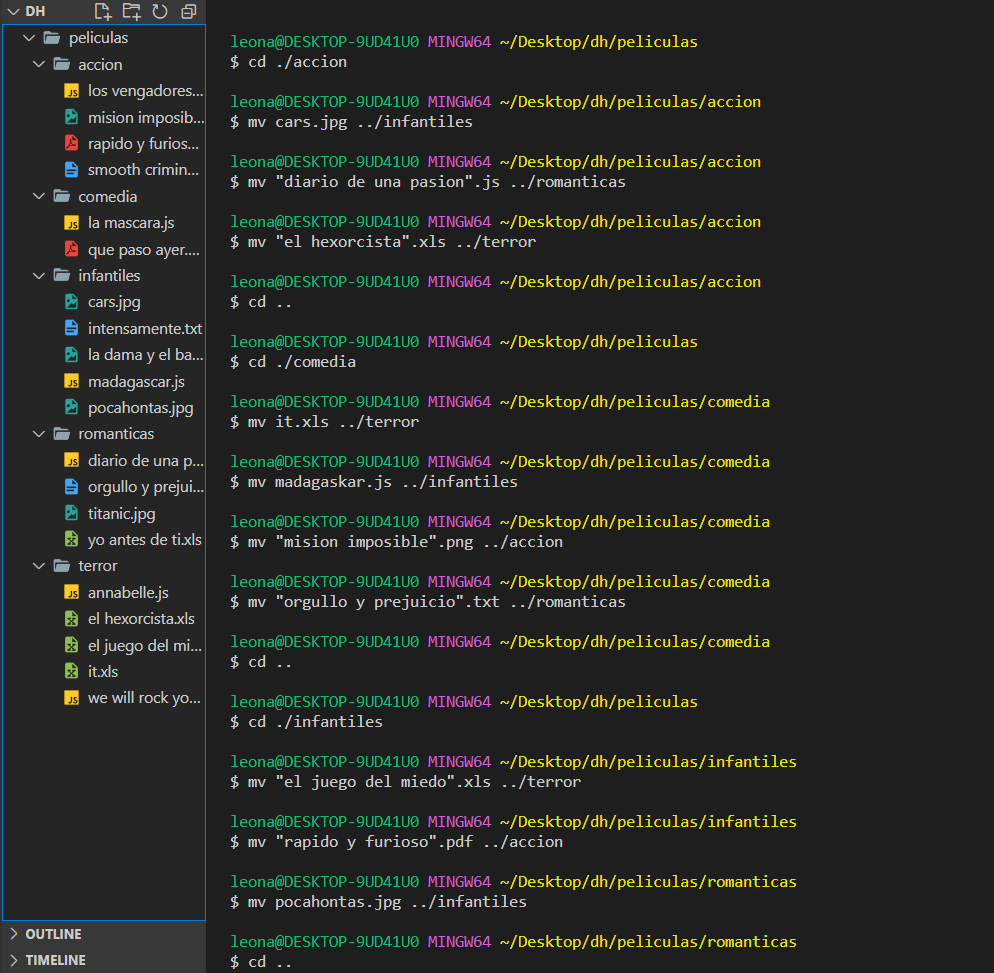 DH
peliculas
accion
los vengadores...
mision imposib...
rapido y furios...
smooth crimin...
comedia
la mascara.js
que paso ayer....
infantiles
cars.jpg
intensamente.txt
la dama y el ba...
madagascar.js
pocahontas.jpg
romanticas
diario de una p...
orgullo y prejui...
titanic.jpg
yo antes de ti.xls
terror
annabelle.js
el hexorcista.xls
el juego del mi...
it.xls
we will rock yo...
OUTLINE
TIMELINE
leona@DESKTOP-9UD41U0 MINGW64 ~/Desktop/dh/peliculas
$ cd ./accion
leona@DESKTOP-9UD41U0 MINGW64 ~/Desktop/dh/peliculas/accion
$ mv cars.jpg ../infantiles
leona@DESKTOP-9UD41U0 MINGW64 ~/Desktop/dh/peliculas/accion
$ mv "diario de una pasion".js ../romanticas
leona@DESKTOP-9UD41U0 MINGW64 ~/Desktop/dh/peliculas/accion
$ mv "el hexorcista".xls ../terror
leona@DESKTOP-9UD41U0 MINGW64 ~/Desktop/dh/peliculas/accion
$ cd ..
leona@DESKTOP-9UD41U0 MINGW64 ~/Desktop/dh/peliculas
$ cd ./comedia
leona@DESKTOP-9UD41U0 MINGW64 ~/Desktop/dh/peliculas/comedia
$ mv it.xls ../terror
leona@DESKTOP-9UD41U0 MINGW64 ~/Desktop/dh/peliculas/comedia
$ mv madagaskar.js ../infantiles
leona@DESKTOP-9UD41U0 MINGW64 ~/Desktop/dh/peliculas/comedia
$ mv "mision imposible".png ../accion
leona@DESKTOP-9UD41U0 MINGW64 ~/Desktop/dh/peliculas/comedia
$ mv "orgullo y prejuicio".txt ../romanticas
leona@DESKTOP-9UD41U0 MINGW64 ~/Desktop/dh/peliculas/comedia
$ cd ..
leona@DESKTOP-9UD41U0 MINGW64 ~/Desktop/dh/peliculas
$ cd ./infantiles
leona@DESKTOP-9UD41U0 MINGW64 ~/Desktop/dh/peliculas/infantiles
$ mv "el juego del miedo".xls ../terror
leona@DESKTOP-9UD41U0 MINGW64 ~/Desktop/dh/peliculas/infantiles
$ mv "rapido y furioso".pdf ../accion
leona@DESKTOP-9UD41U0 MINGW64 ~/Desktop/dh/peliculas/romanticas
$ mv pocahontas.jpg ../infantiles
leona@DESKTOP-9UD41U0 MINGW64 ~/Desktop/dh/peliculas/romanticas
$ cd ..